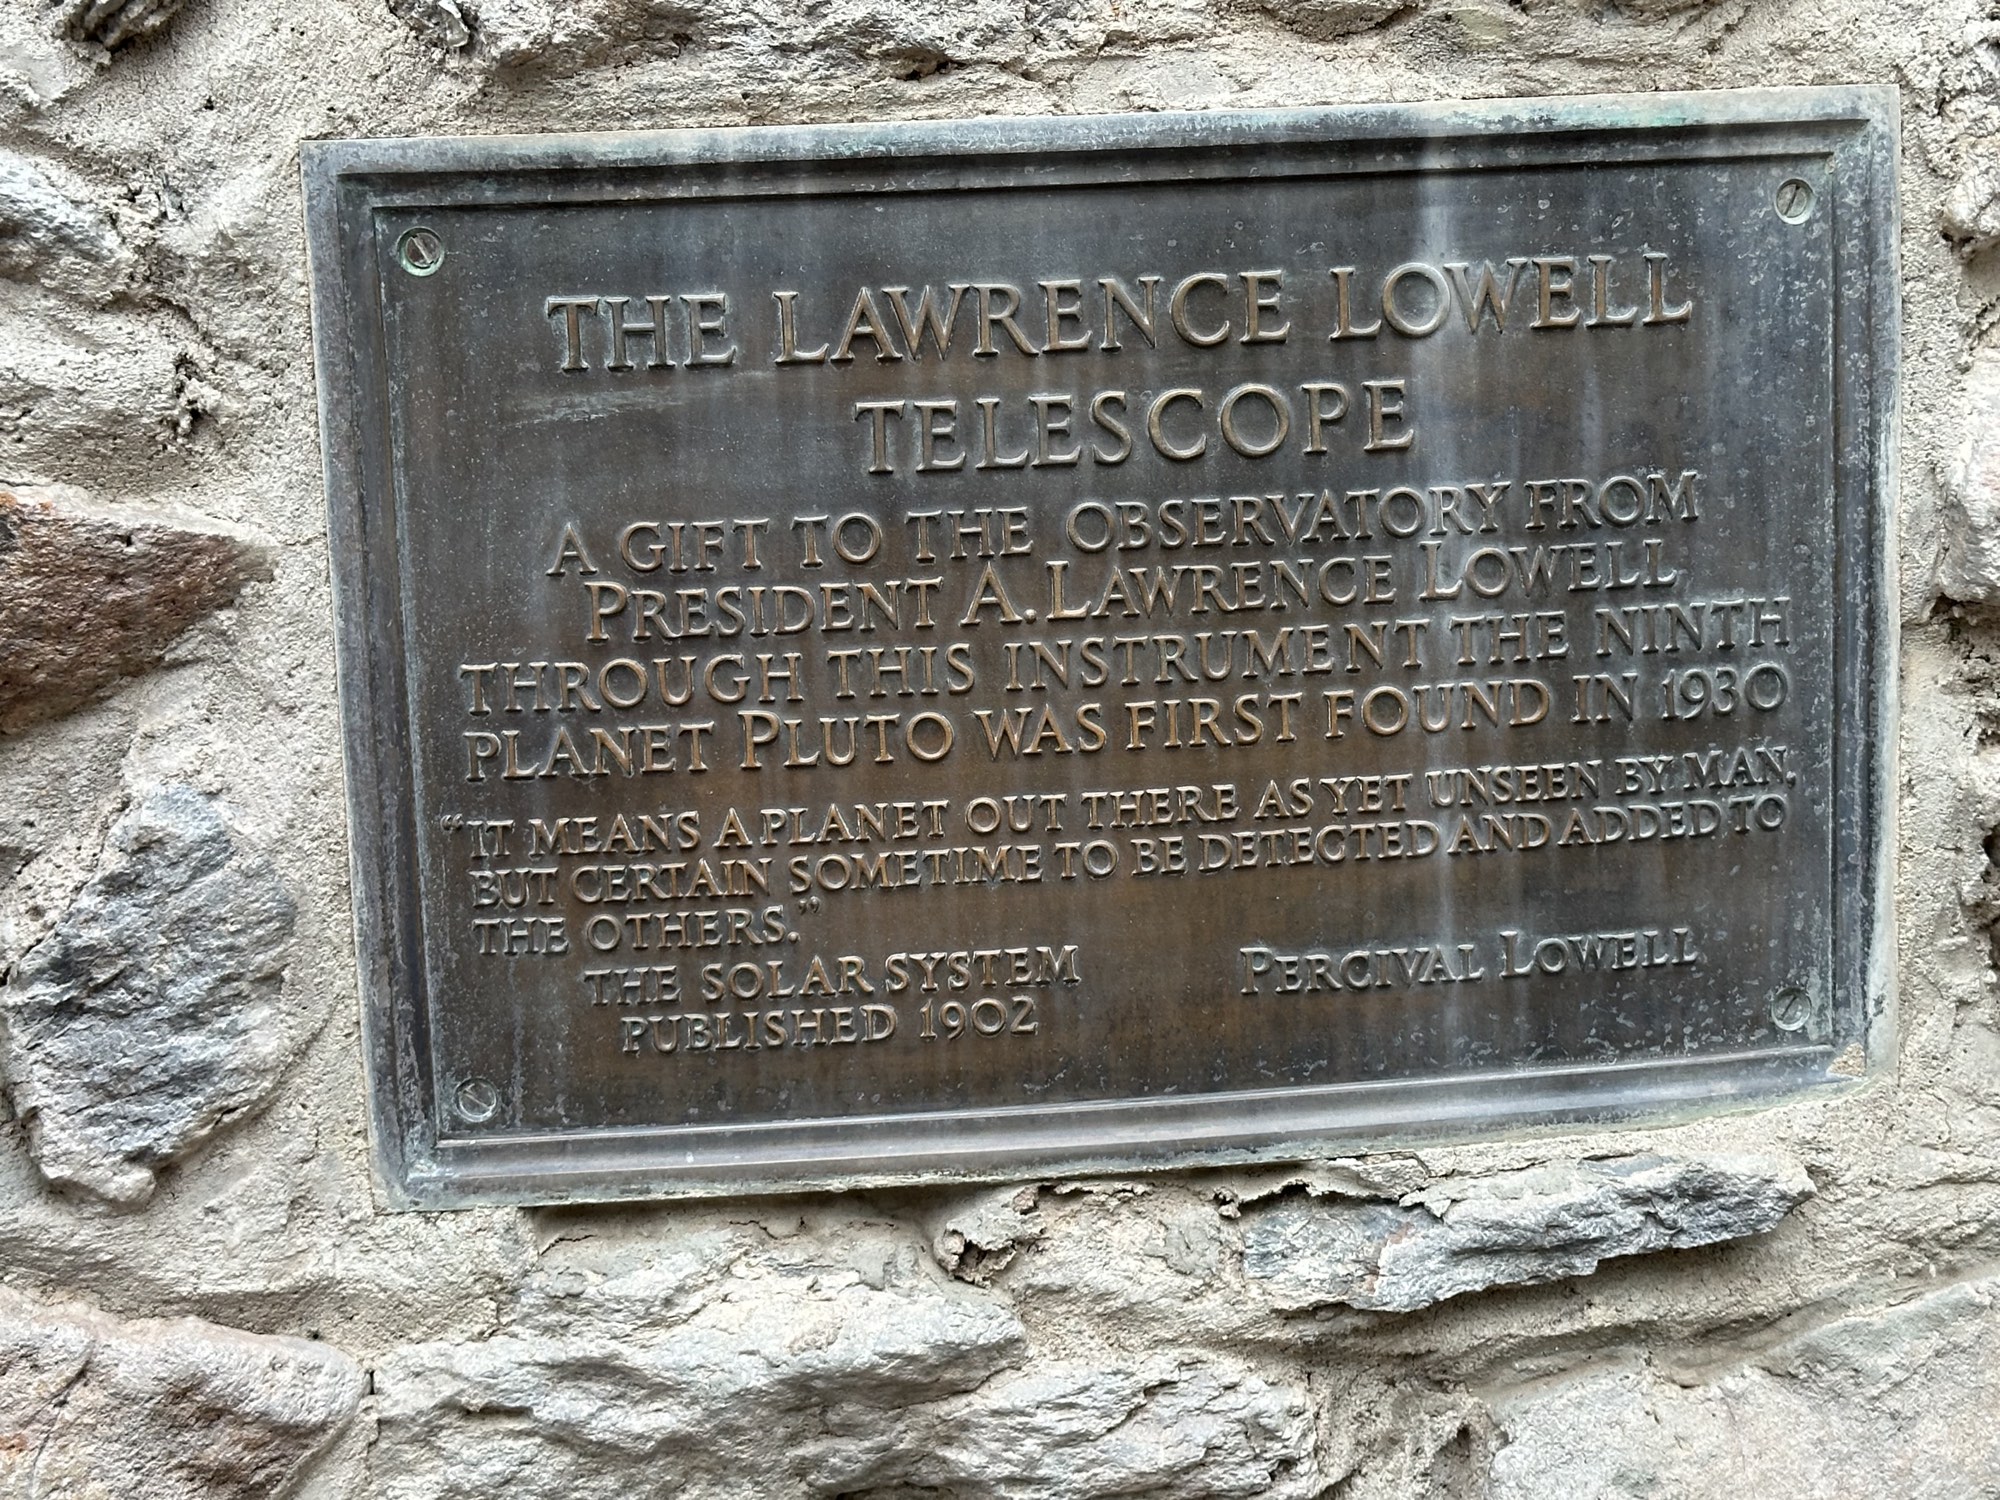 THE LAWRENCE LOWELL
TELESCOPE
A GIFT TO THE OBSERVATORY FROM
PRESIDENT A. LAWRENCE LOWELL
THROUGH THIS INSTRUMENT THE NINTH
PLANET PLUTO WAS FIRST FOUND IN 1930
“IT MEANS A PLANET OUT THERE AS YET UNSEEN BY MAN,
BUT CERTAIN SOMETIME TO BE DETECTED AND ADDED TO
THE OTHERS.”
THE SOLAR SYSTEM PERCIVAL LOWELL
PUBLISHED 1902